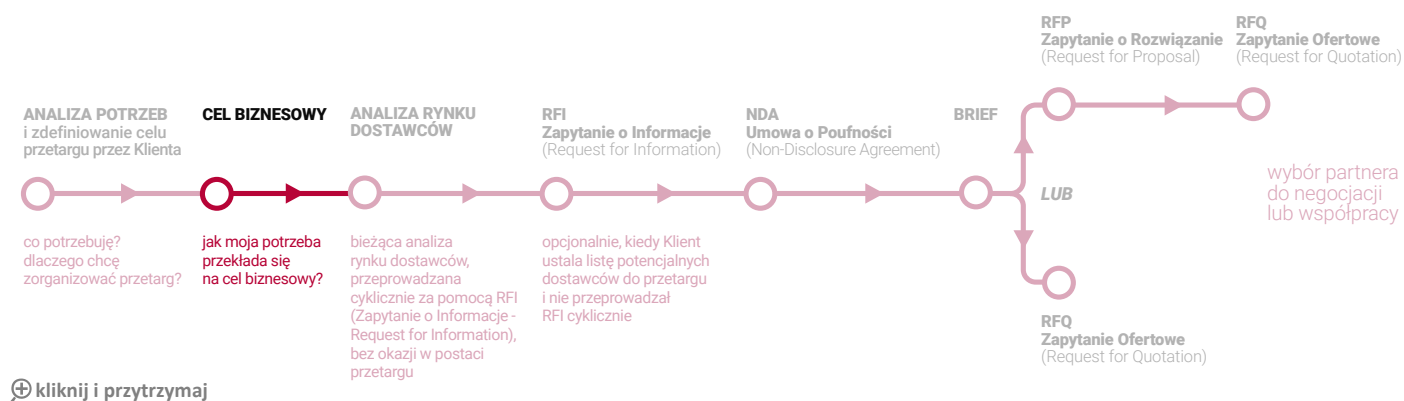 RFP
Zapytanie o Rozwiązanie
(Request for Proposal)
RFQ
Zapytanie Ofertowe
(Request for Quotation)
ANALIZA POTRZEB
i zdefiniowanie celu
przetargu przez Klienta
CEL BIZNESOWY
ANALIZA RYNKU
DOSTAWCÓW
RFI
Zapytanie o Informacje
(Request for Information)
NDA
Umowa o Poufności
(Non-Disclosure Agreement)
BRIEF
LUB
wybór partnera
do negocjacji
lub współpracy
co potrzebuję?
dlaczego chcę
zorganizować przetarg?
jak moja potrzeba
przekłada się
na cel biznesowy?
bieżąca analiza
rynku dostawców,
przeprowadzana
cyklicznie za pomocą RFI
(Zapytanie o Informacje -
Request for Information),
bez okazji w postaci
przetargu
opcjonalnie, kiedy Klient
ustala listę potencjalnych
dostawców do przetargu
i nie przeprowadzał
RFI cyklicznie
RFQ
Zapytanie Ofertowe
(Request for Quotation)
kliknij i przytrzymaj